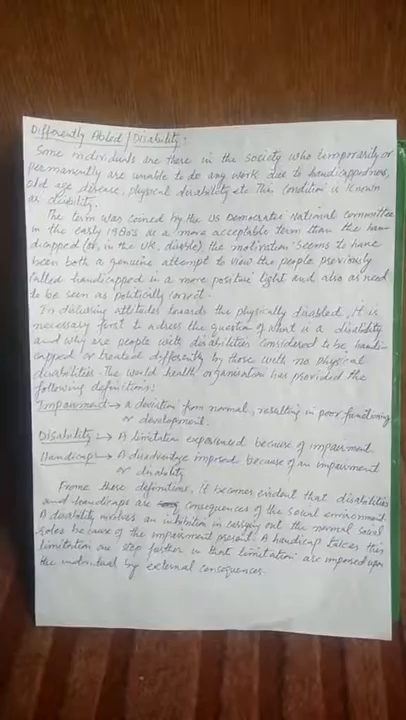 Differently Abled / Disability:
Some individuals are there in the society who temporarity or
permanently are unable to do any work due to handicappedness,
old age, desease, physical disability etc. This condition is known
as disibility.
The term was coined by the US Democratic National committee
in the early 1980's as a more acceptable term than the han-
dicapped (or, in the UK, disable) the motivation seems to have
been both a genuine attempt to view the people previously
called handicapped in a more positive light and also as need
to be seen as politically correct.
In discussing attitudes towards the physically disabled, it is
necessary first to adress the question of what is a disability
and why are people with disabilities considered to be handi-
capped or treated differently by those with no physical
disabilities. The world health organisation has provided the
following definitions:
Impairment → a deviation from normal, resulting in poor functioning
or development.
Disability → A limitation experienced because of impairment.
Handicap → A disadvantge imposed because of an impairment
or disability.
Frome these definitions, it becomes evident that disabilities
and handicaps are consequences of the social environment.
A disability involves an inhibition in carrying out the normal social
roles because of the impairment present. A handicap takes this
limitation one step further in that limitation are imposed upon
the individual by external consequences.